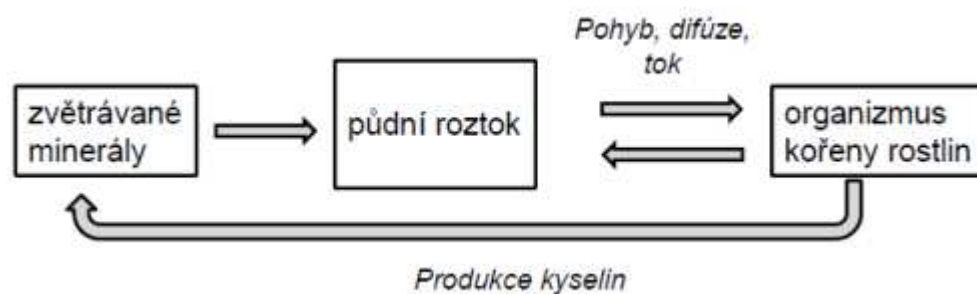 Pohyb, difúze,
tok
zvětrávané
minerály
půdní roztok
organizmus
kořeny rostlin
Produkce kyselin